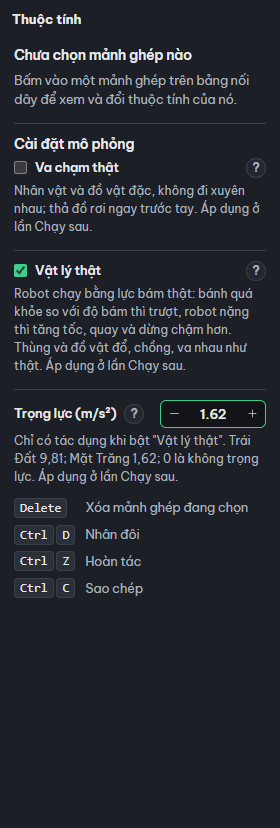 Thuộc tính
Chưa chọn mảnh ghép nào
Bấm vào một mảnh ghép trên bảng nối
dây để xem và đổi thuộc tính của nó.
Cài đặt mô phỏng
Va chạm thật ?
Nhân vật và đồ vật đặc, không đi xuyên
nhau; thả đồ rơi ngay trước tay. Áp dụng ở
lần Chạy sau.
Vật lý thật ?
Robot chạy bằng lực bám thật: bánh quá
khỏe so với độ bám thì trượt, robot nặng
thì tăng tốc, quay và dừng chậm hơn.
Thùng và đồ vật đổ, chồng, va nhau như
thật. Áp dụng ở lần Chạy sau.
Trọng lực (m/s²) ? − 1.62 +
Chỉ có tác dụng khi bật "Vật lý thật". Trái
Đất 9,81; Mặt Trăng 1,62; 0 là không trọng
lực. Áp dụng ở lần Chạy sau.
Delete Xóa mảnh ghép đang chọn
Ctrl D Nhân đôi
Ctrl Z Hoàn tác
Ctrl C Sao chép